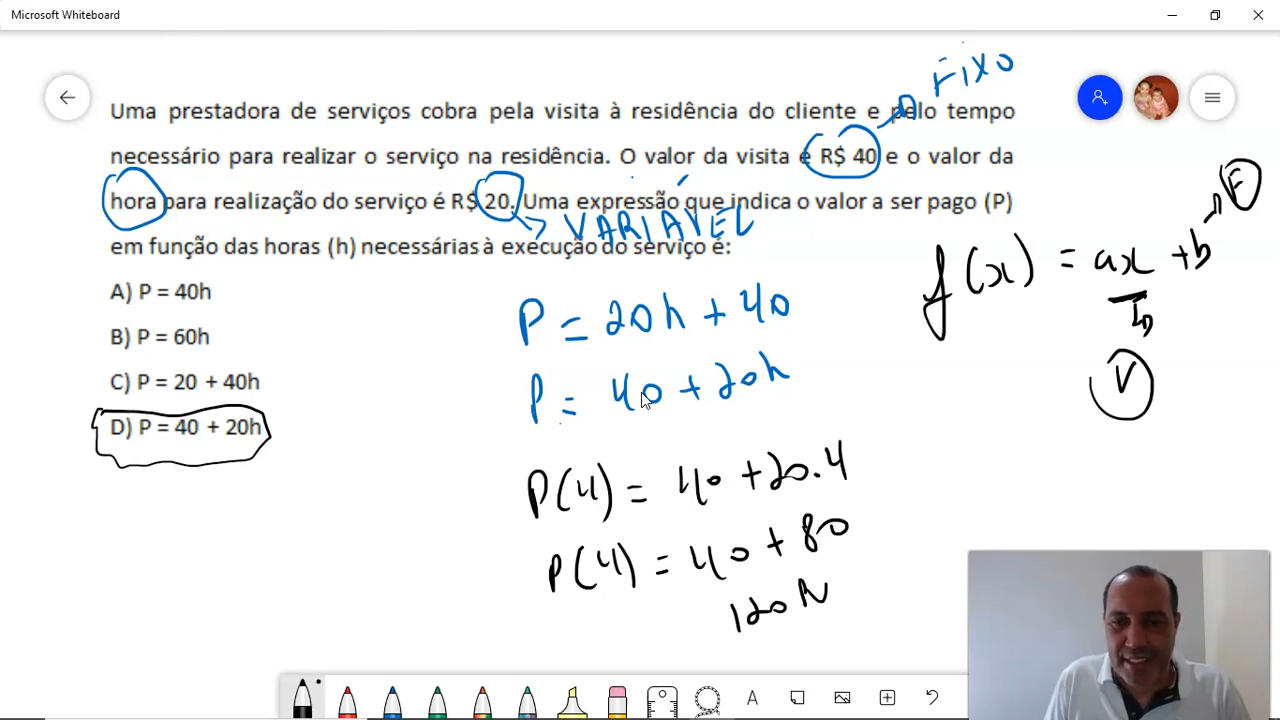 Microsoft Whiteboard
FIXO
Uma prestadora de serviços cobra pela visita à residência do cliente e pelo tempo
necessário para realizar o serviço na residência. O valor da visita é R$ 40 e o valor da
hora para realização do serviço é R$ 20. Uma expressão que indica o valor a ser pago (P)
VARIÁVEL
em função das horas (h) necessárias à execução do serviço é:
F
f(x) = ax + b
V
A) P = 40h
B) P = 60h
C) P = 20 + 40h
D) P = 40 + 20h
P = 20h + 40
P = 40 + 20h
P(4) = 40 + 20.4
P(4) = 40 + 80
120
A